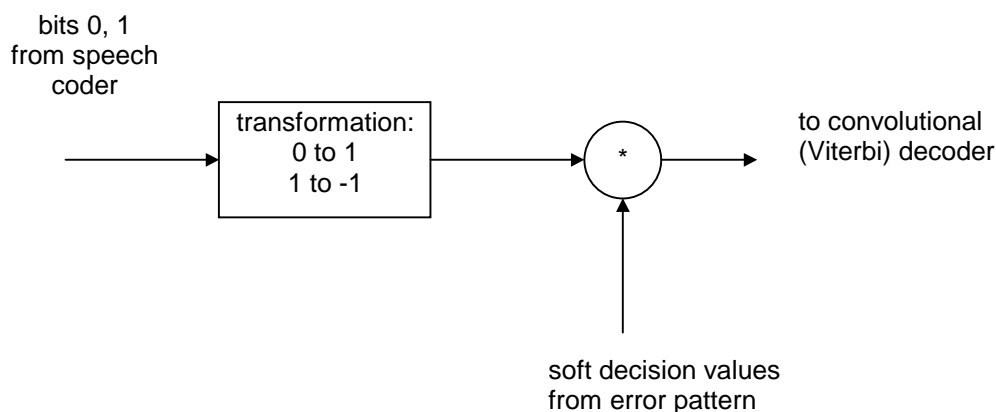 bits 0, 1
from speech
coder
transformation:
0 to 1
1 to -1
*
to convolutional
(Viterbi) decoder
soft decision values
from error pattern